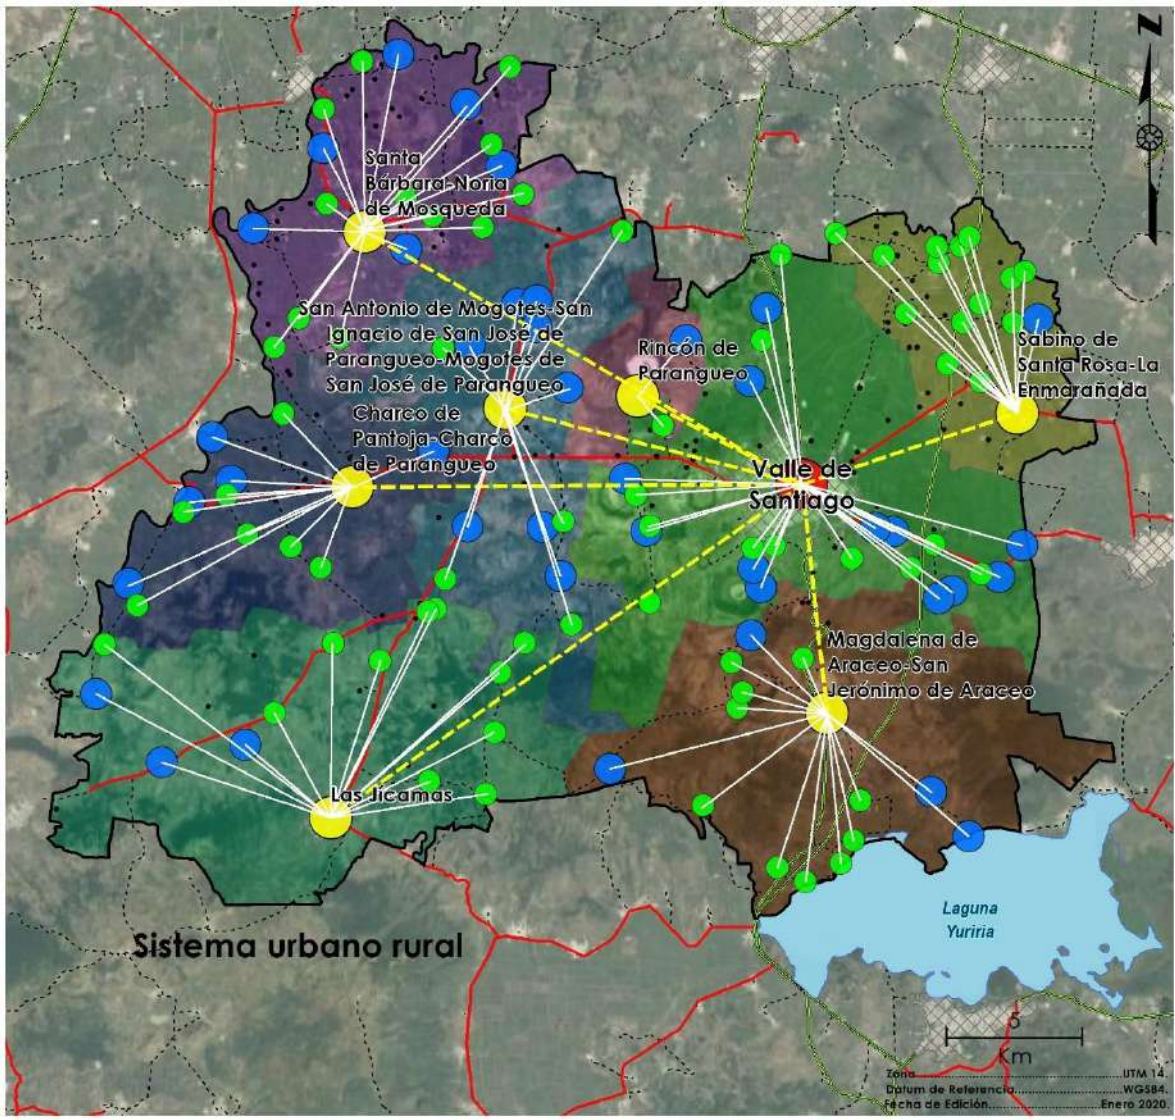 Z
Santa
Bárbara-Noria
de Mosqueda
San Antonio de Mogotes-San
Ignacio de San José de
Parangueo-Mogotes de
San José de Parangueo
Rincón de
Parangueo
Sabino de
Santa Rosa-La
Enmarañada
Charco de
Pantoja-Charco
de Parangueo
Valle de
Santiago
Magdalena de
Araceo-San
Jerónimo de Araceo
Las Jícamas
Laguna
Yuriria
Sistema urbano rural
5
Km
Zona UTM 14.
Datum de Referencia WGS84.
Fecha de Edición Enero 2020.